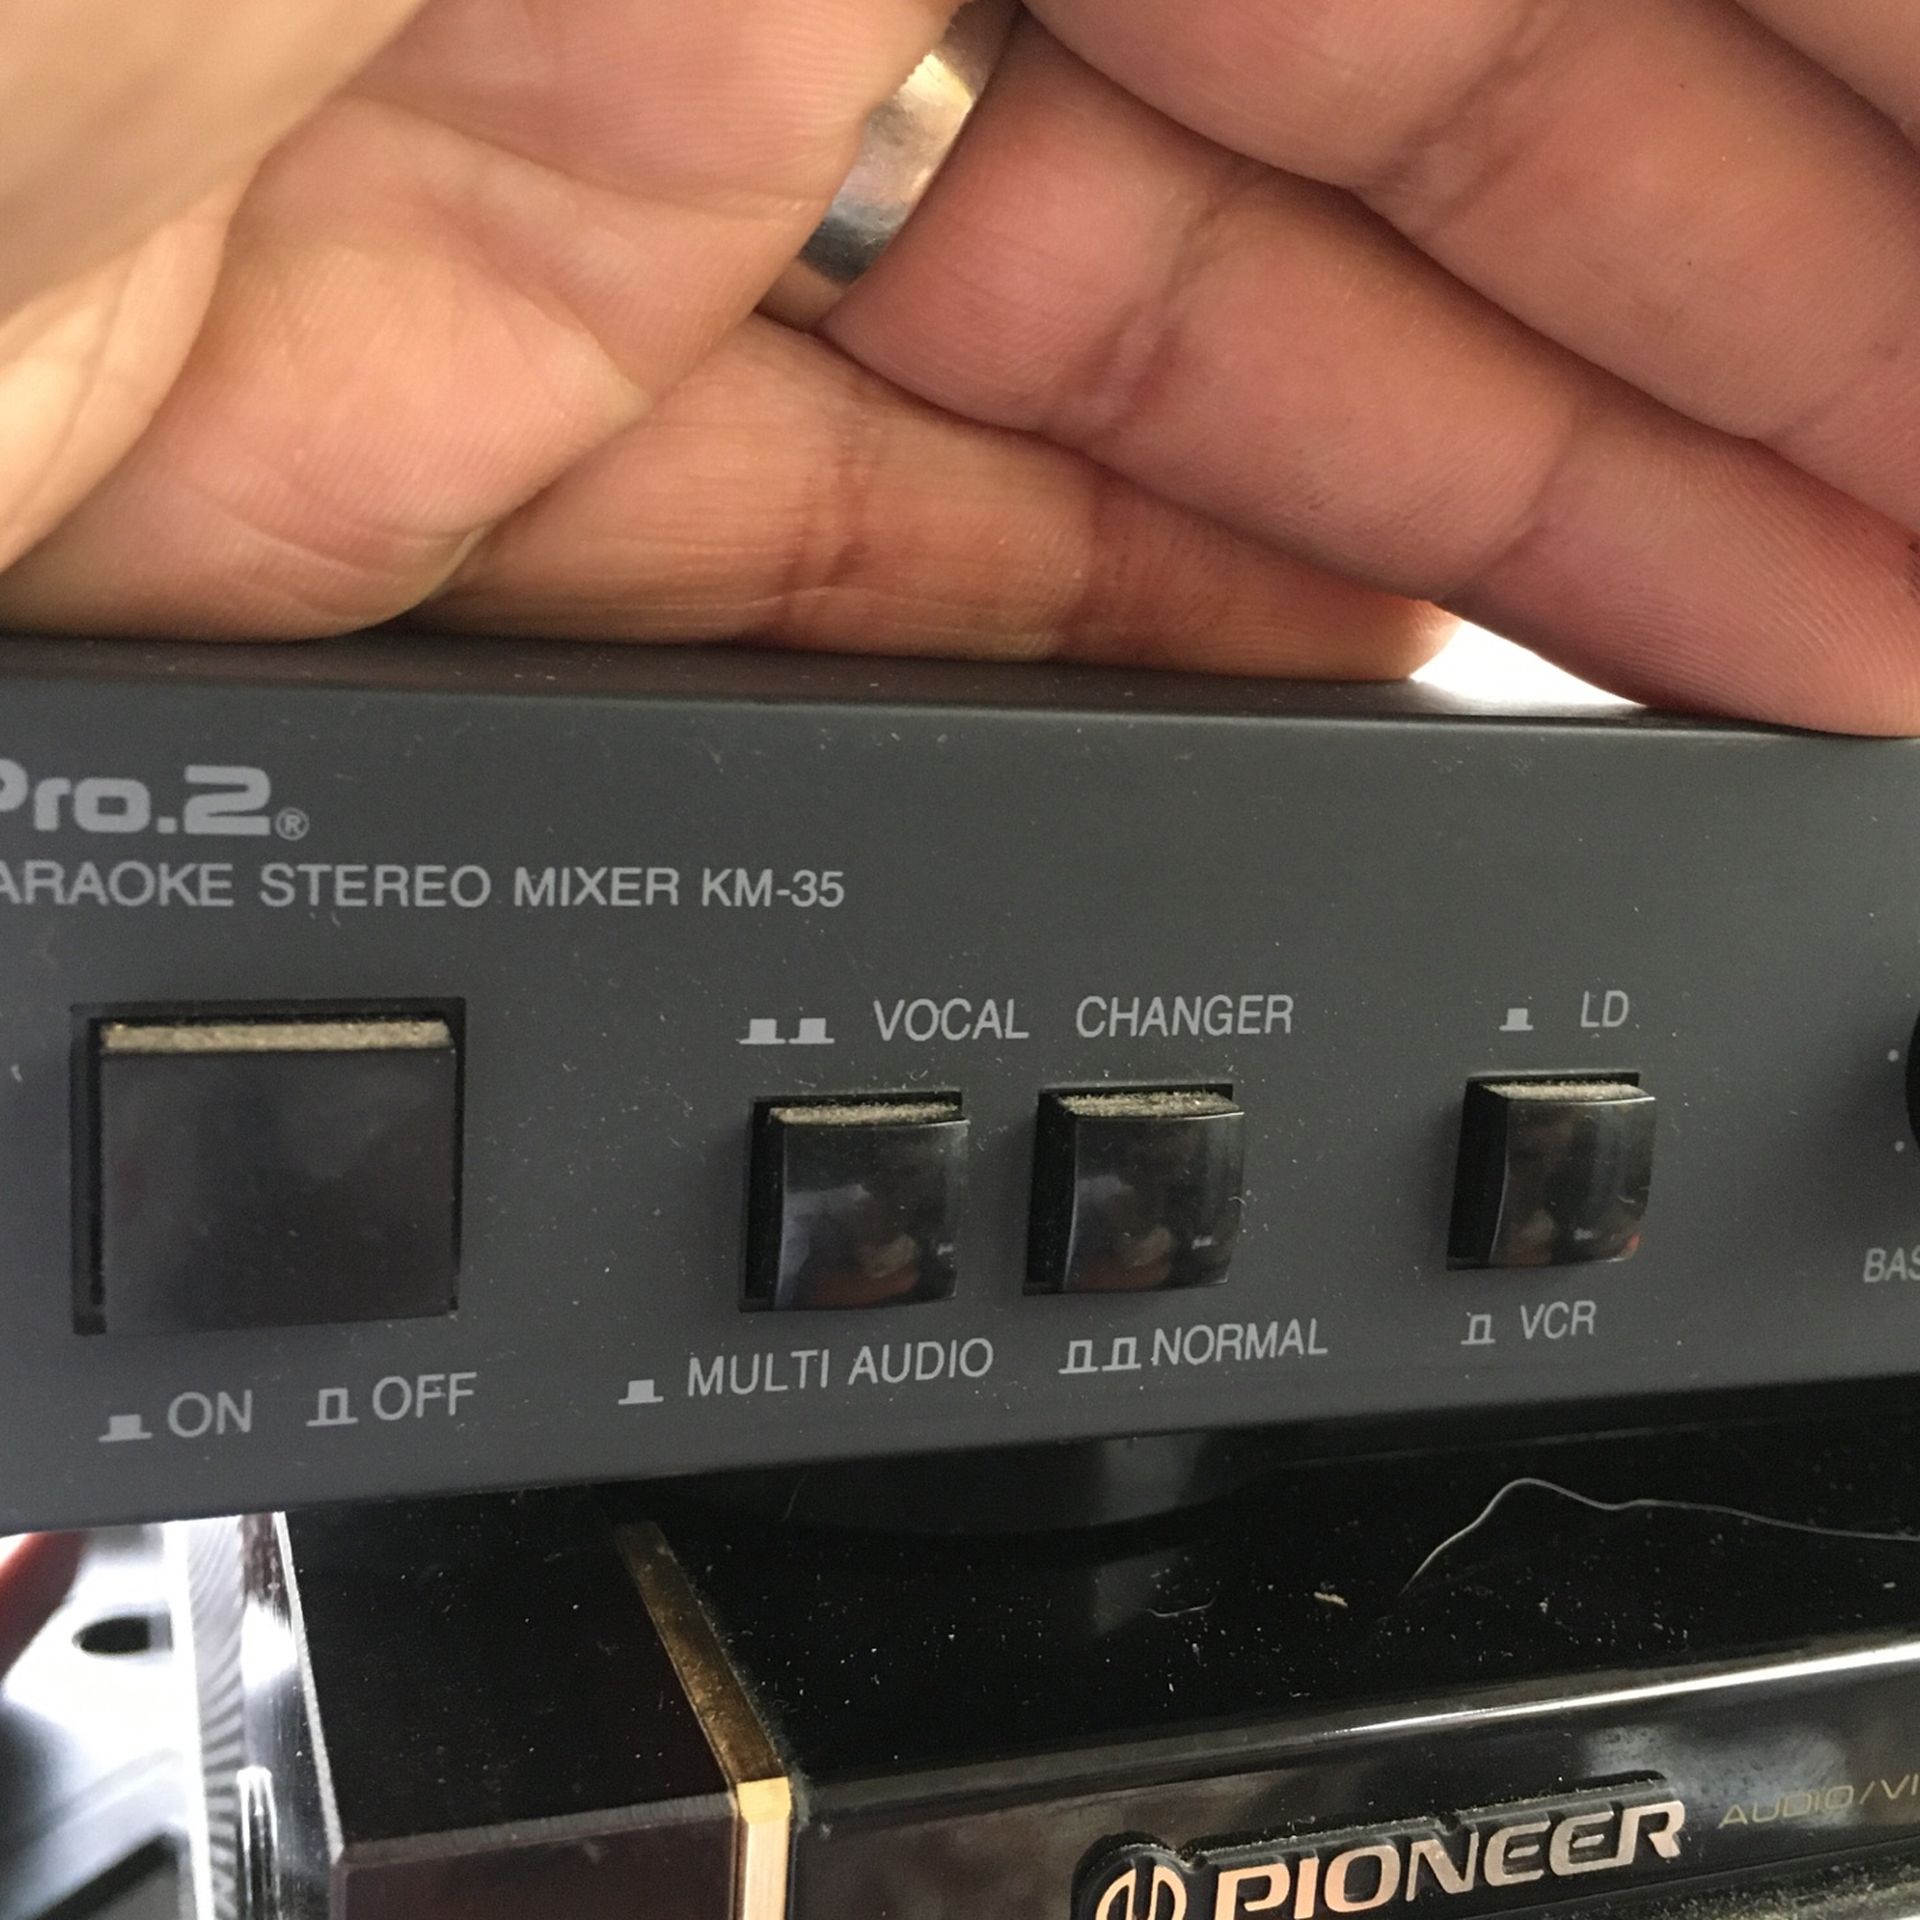 Pro.2®
ARAOKE STEREO MIXER KM-35
VOCAL CHANGER
LD
BAS
MULTI AUDIO
NORMAL
VCR
ON OFF
PIONEER AUDIO/VI